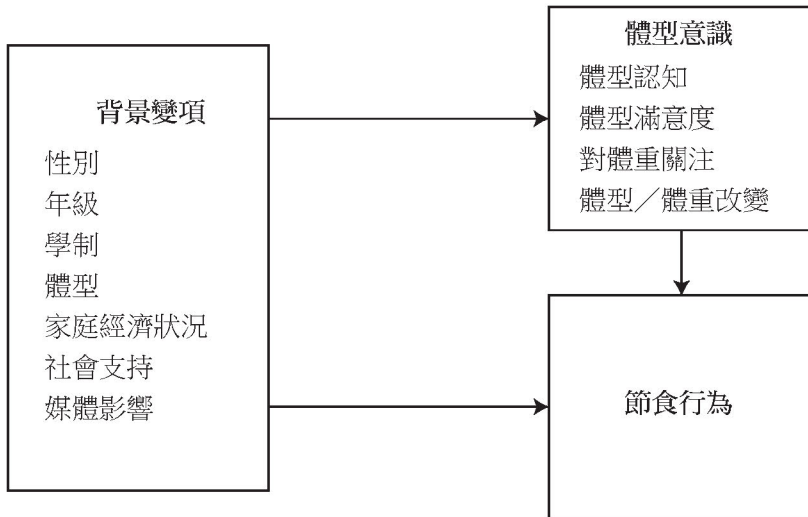 背景變項
性別
年級
學制
體型
家庭經濟狀況
社會支持
媒體影響
體型意識
體型認知
體型滿意度
對體重關注
體型／體重改變
節食行為